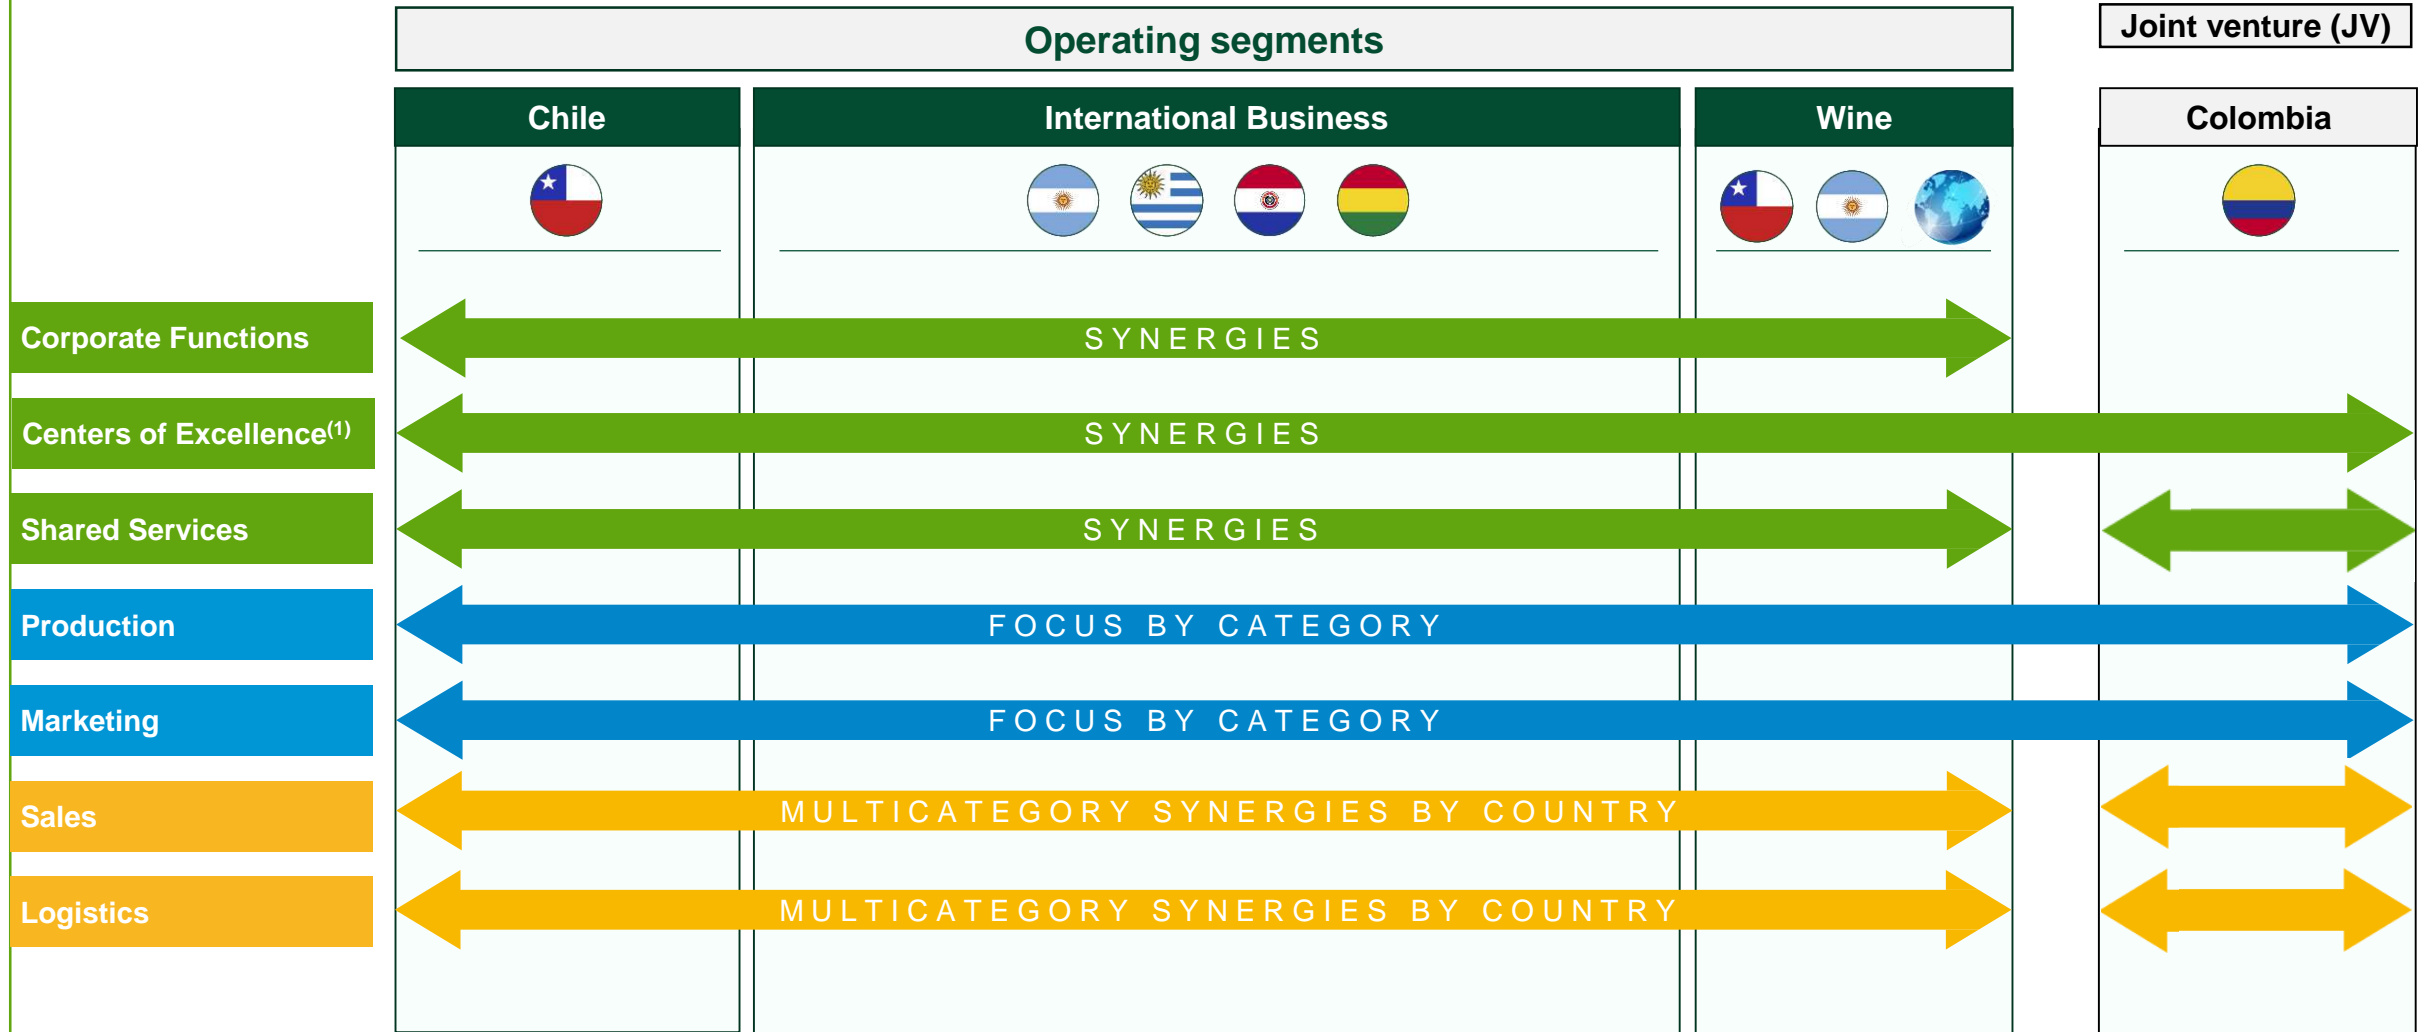 Operating segments
Joint venture (JV)
Chile
International Business
Wine
Colombia
Corporate Functions
SYNERGIES
Centers of Excellence(1)
SYNERGIES
Shared Services
SYNERGIES
Production
FOCUS BY CATEGORY
Marketing
FOCUS BY CATEGORY
Sales
MULTICATEGORY SYNERGIES BY COUNTRY
Logistics
MULTICATEGORY SYNERGIES BY COUNTRY